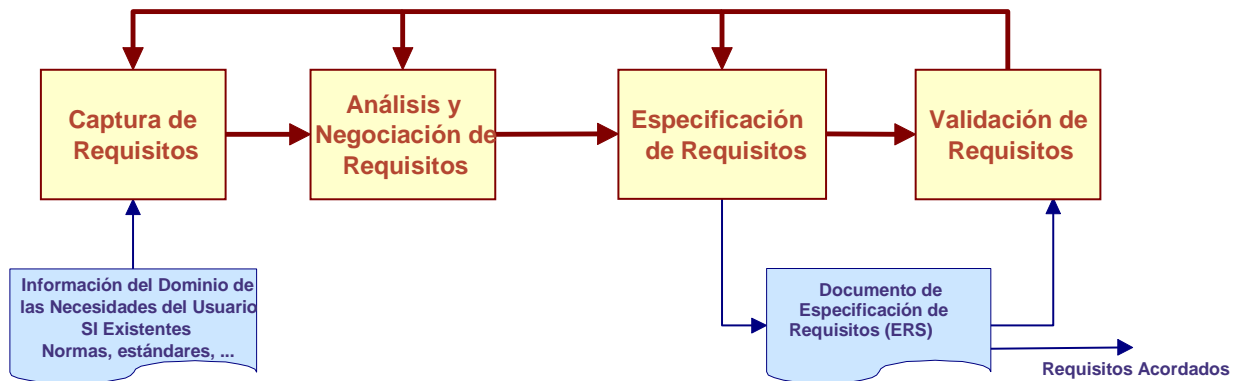 Captura de
Requisitos
Análisis y
Negociación de
Requisitos
Especificación
de Requisitos
Validación de
Requisitos
Información del Dominio de
las Necesidades del Usuario
SI Existentes
Normas, estándares, ...
Documento de
Especificación de
Requisitos (ERS)
Requisitos Acordados